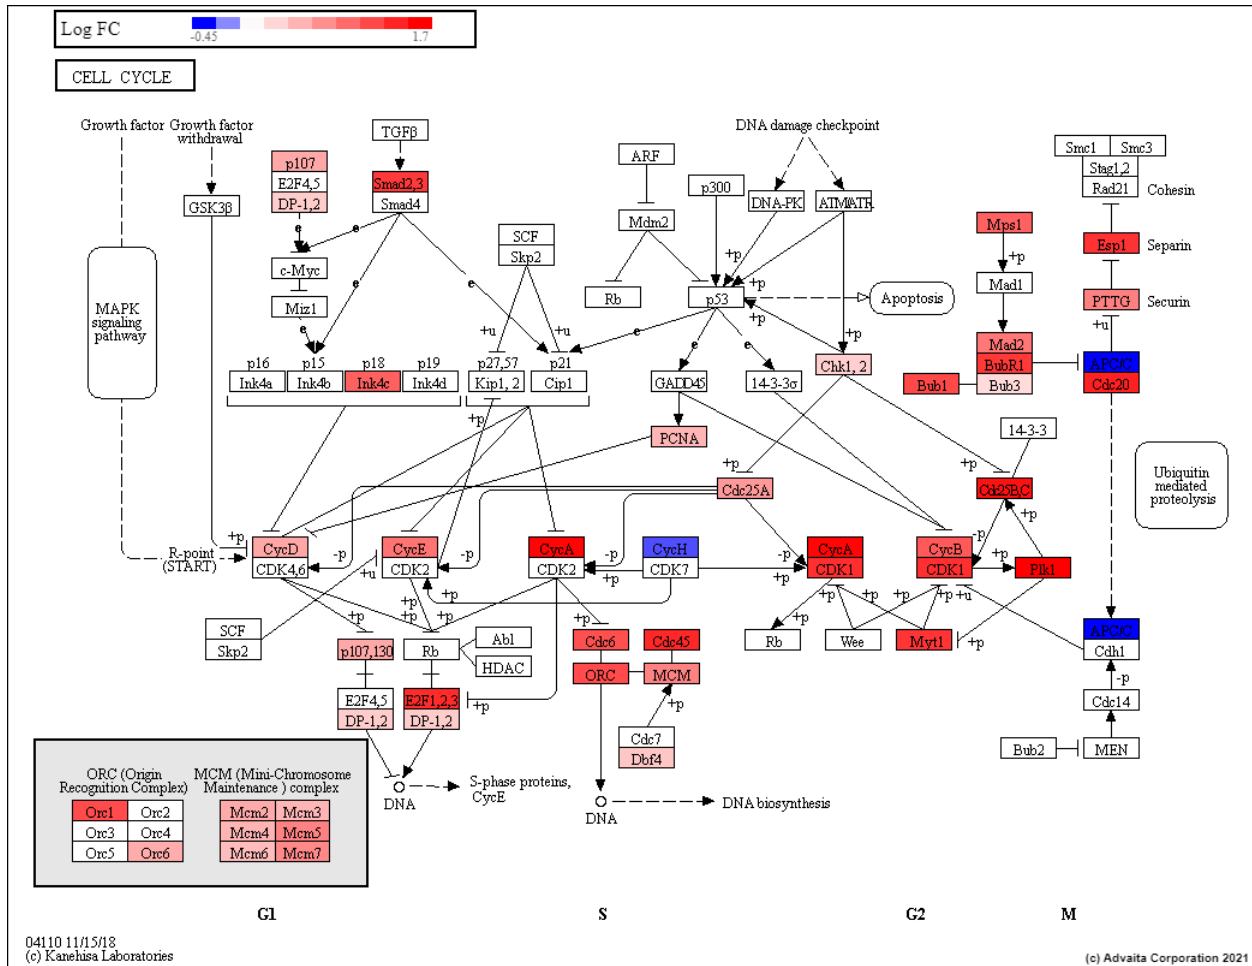 Log FC
-0.45 1.7
CELL CYCLE
Growth factor
Growth factor
withdrawal
TGFβ
DNA damage checkpoint
p107
E2F4,5
DP-1,2
Smad2,3
Smad4
ARF
p300
DNA-PK
ATM/ATR
Smc1 Smc3
Stag1,2
Rad21
Cohesin
GSK3β
Mdm2
Mps1
Esp1
Separin
SCF
Skp2
e
e
+p
+p
c-Myc
Mad1
MAPK
signaling
pathway
Miz1
e
e
Rb
p53
+p
Apoptosis
PTTG
Securin
e
+u
+u
e
e
+p
+p
+u
Mad2
BubR1
Bub3
Bub1
APC/C
Cdc20
p16
Ink4a
p15
Ink4b
p18
Ink4c
p19
Ink4d
p27,57
Kip1, 2
p21
Cip1
GADD45
14-3-3σ
Chk1, 2
+p
PCNA
14-3-3
Ubiquitin
mediated
proteolysis
+p
Cdc25A
+p
Cdc25B,C
R-point
(START)
+p
CycD
CDK4,6
-p
CycE
CDK2
-p
CycA
CDK2
-p
CycH
CDK7
-p
CycA
CDK1
CycB
CDK1
-p
+p
Plk1
+u
+p
+p
+p
+p
+p
+p
+p
+p
+p
+u
SCF
Skp2
p107,130
Rb
Abl
HDAC
Cdc6
Cdc45
ORC
MCM
Rb
Wee
Myt1
+p
APC/C
Cdh1
-p
E2F4,5
DP-1,2
E2F1,2,3
DP-1,2
+p
+p
Cdc7
Dbf4
Cdc14
Bub2
MEN
DNA
S-phase proteins,
CycE
DNA
DNA biosynthesis
ORC (Origin
Recognition Complex)
Orc1 Orc2
Orc3 Orc4
Orc5 Orc6
MCM (Mini-Chromosome
Maintenance ) complex
Mcm2 Mcm3
Mcm4 Mcm5
Mcm6 Mcm7
G1 S G2 M
04110 11/15/18
(c) Kanehisa Laboratories
(c) Advaita Corporation 2021